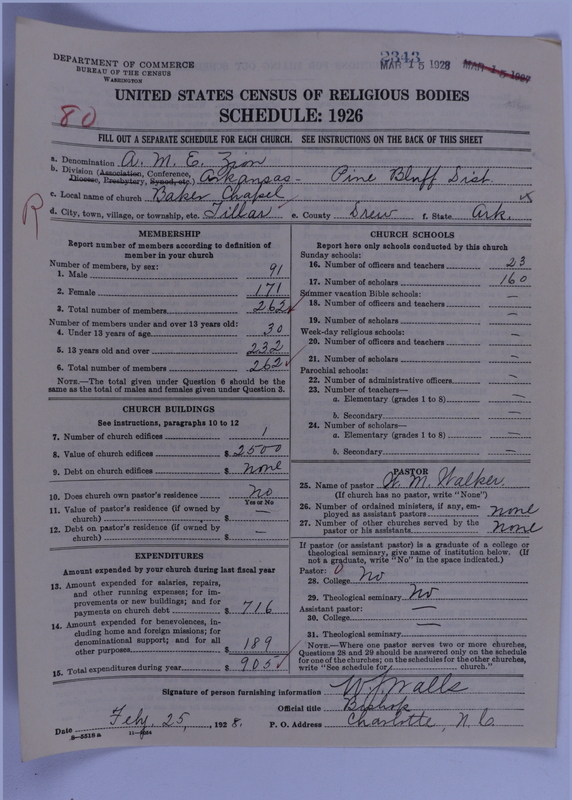 DEPARTMENT OF COMMERCE
BUREAU OF THE CENSUS
WASHINGTON
2343
MAR 15 1928 MAR 15 1927
80
UNITED STATES CENSUS OF RELIGIOUS BODIES
SCHEDULE: 1926
FILL OUT A SEPARATE SCHEDULE FOR EACH CHURCH. SEE INSTRUCTIONS ON THE BACK OF THIS SHEET
a. Denomination A. M. E. Zion
b. Division (Association, Conference, Diocese, Presbytery, Synod, etc.) Arkansas- Pine Bluff Dist.
c. Local name of church Baker Chapel
R
d. City, town, village, or township, etc. Tillar e. County Drew f. State Ark.
MEMBERSHIP
Report number of members according to definition of
member in your church
Number of members, by sex:
1. Male 91
2. Female 171
3. Total number of members 262
Number of members under and over 13 years old:
4. Under 13 years of age 30
5. 13 years old and over 232
6. Total number of members 262
NOTE.—The total given under Question 6 should be the
same as the total of males and females given under Question 3.
CHURCH BUILDINGS
See instructions, paragraphs 10 to 12
7. Number of church edifices 1
8. Value of church edifices $ 2500
9. Debt on church edifices $ none
10. Does church own pastor's residence no
Yes or No
11. Value of pastor's residence (if owned by
church) $ —
12. Debt on pastor's residence (if owned by
church) $ —
EXPENDITURES
Amount expended by your church during last fiscal year
13. Amount expended for salaries, repairs,
and other running expenses; for im-
provements or new buildings; and for
payments on church debt $ 716
14. Amount expended for benevolences, in-
cluding home and foreign missions; for
denominational support; and for all
other purposes $ 189
15. Total expenditures during year $ 905
CHURCH SCHOOLS
Report here only schools conducted by this church
Sunday schools:
16. Number of officers and teachers 23
17. Number of scholars 160
Summer vacation Bible schools:
18. Number of officers and teachers —
19. Number of scholars —
Week-day religious schools:
20. Number of officers and teachers —
21. Number of scholars —
Parochial schools:
22. Number of administrative officers —
23. Number of teachers—
a. Elementary (grades 1 to 8) —
b. Secondary —
24. Number of scholars—
a. Elementary (grades 1 to 8) —
b. Secondary —
PASTOR
25. Name of pastor W. M. Walker
(If church has no pastor, write "None")
26. Number of ordained ministers, if any, em-
ployed as assistant pastors none
27. Number of other churches served by the
pastor or his assistants none
If pastor (or assistant pastor) is a graduate of a college or
theological seminary, give name of institution below. (If
not a graduate, write "No" in the space indicated.)
Pastor: 0
28. College No
29. Theological seminary No
Assistant pastor: —
30. College —
31. Theological seminary
NOTE.—Where one pastor serves two or more churches,
Questions 28 and 29 should be answered only on the schedule
for one of the churches; on the schedules for the other churches,
write "See schedule for church."
Signature of person furnishing information W. J. Walls
Official title Bishop
Date Feby. 25, 1928. P. O. Address Charlotte, N. C.
8-5518 a 11-9054